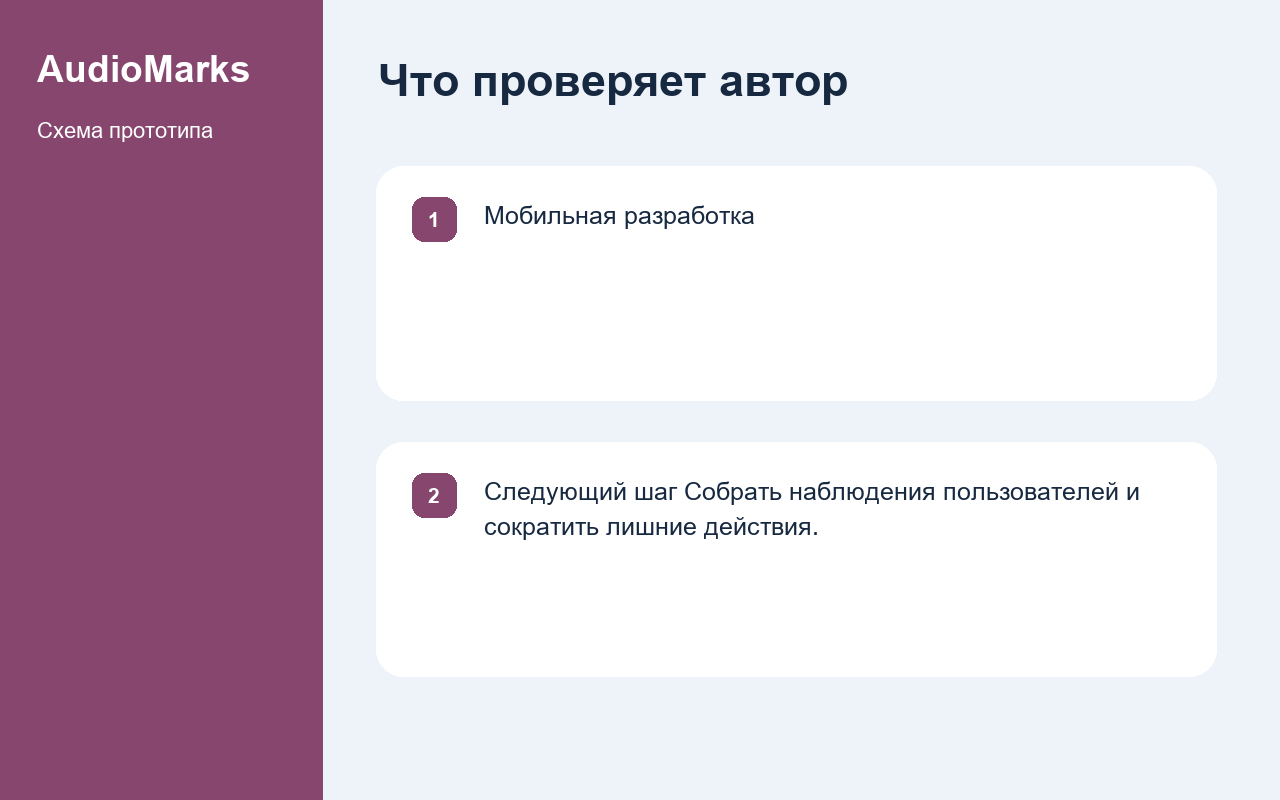 AudioMarks
Схема прототипа
Что проверяет автор
1
Мобильная разработка
2
Следующий шаг Собрать наблюдения пользователей и
сократить лишние действия.